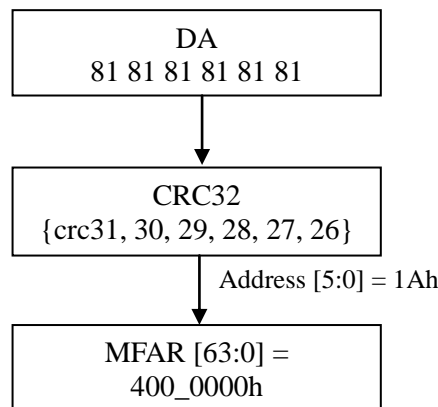 DA
81 81 81 81 81 81
CRC32
{crc31, 30, 29, 28, 27, 26}
Address [5:0] = 1Ah
MFAR [63:0] =
400_0000h